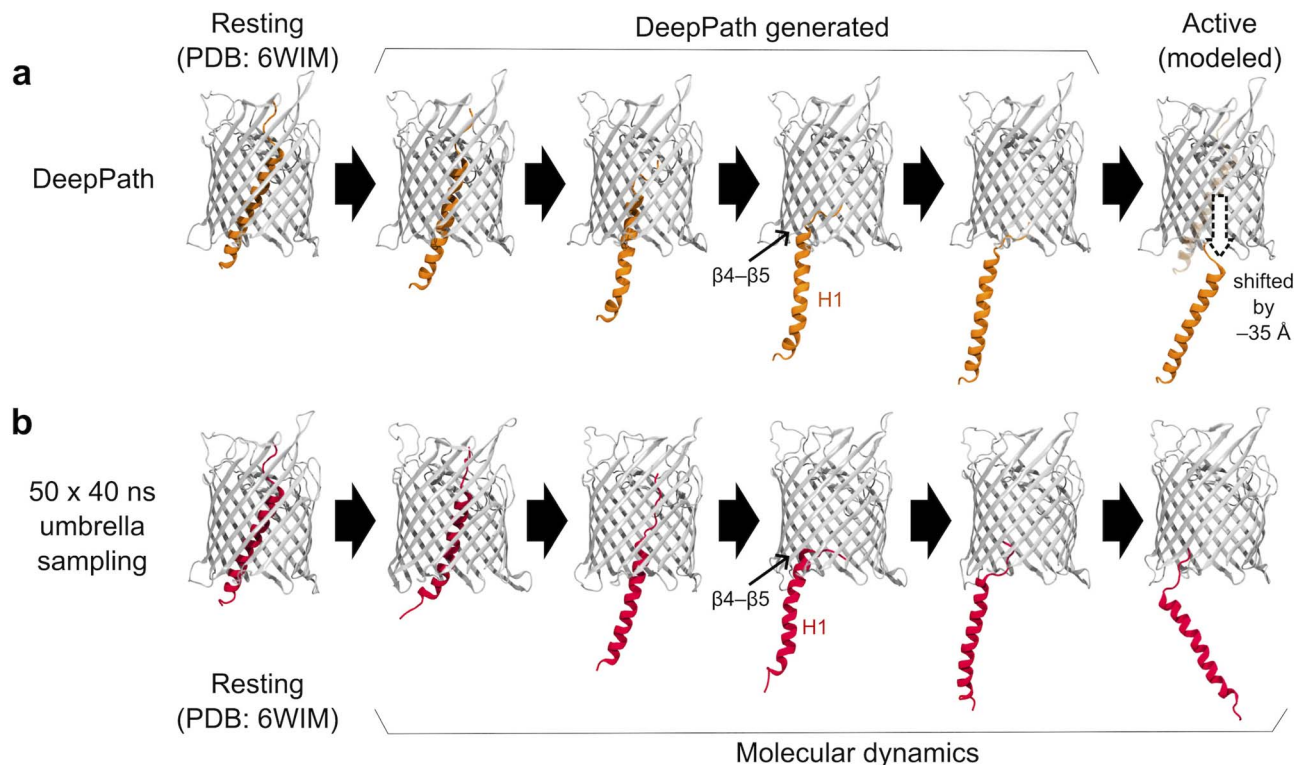 Resting
(PDB: 6WIM)
DeepPath generated
Active
(modeled)
a
DeepPath
β4–β5
H1
shifted
by
–35 Å
b
50 x 40 ns
umbrella
sampling
β4–β5
H1
Resting
(PDB: 6WIM)
Molecular dynamics